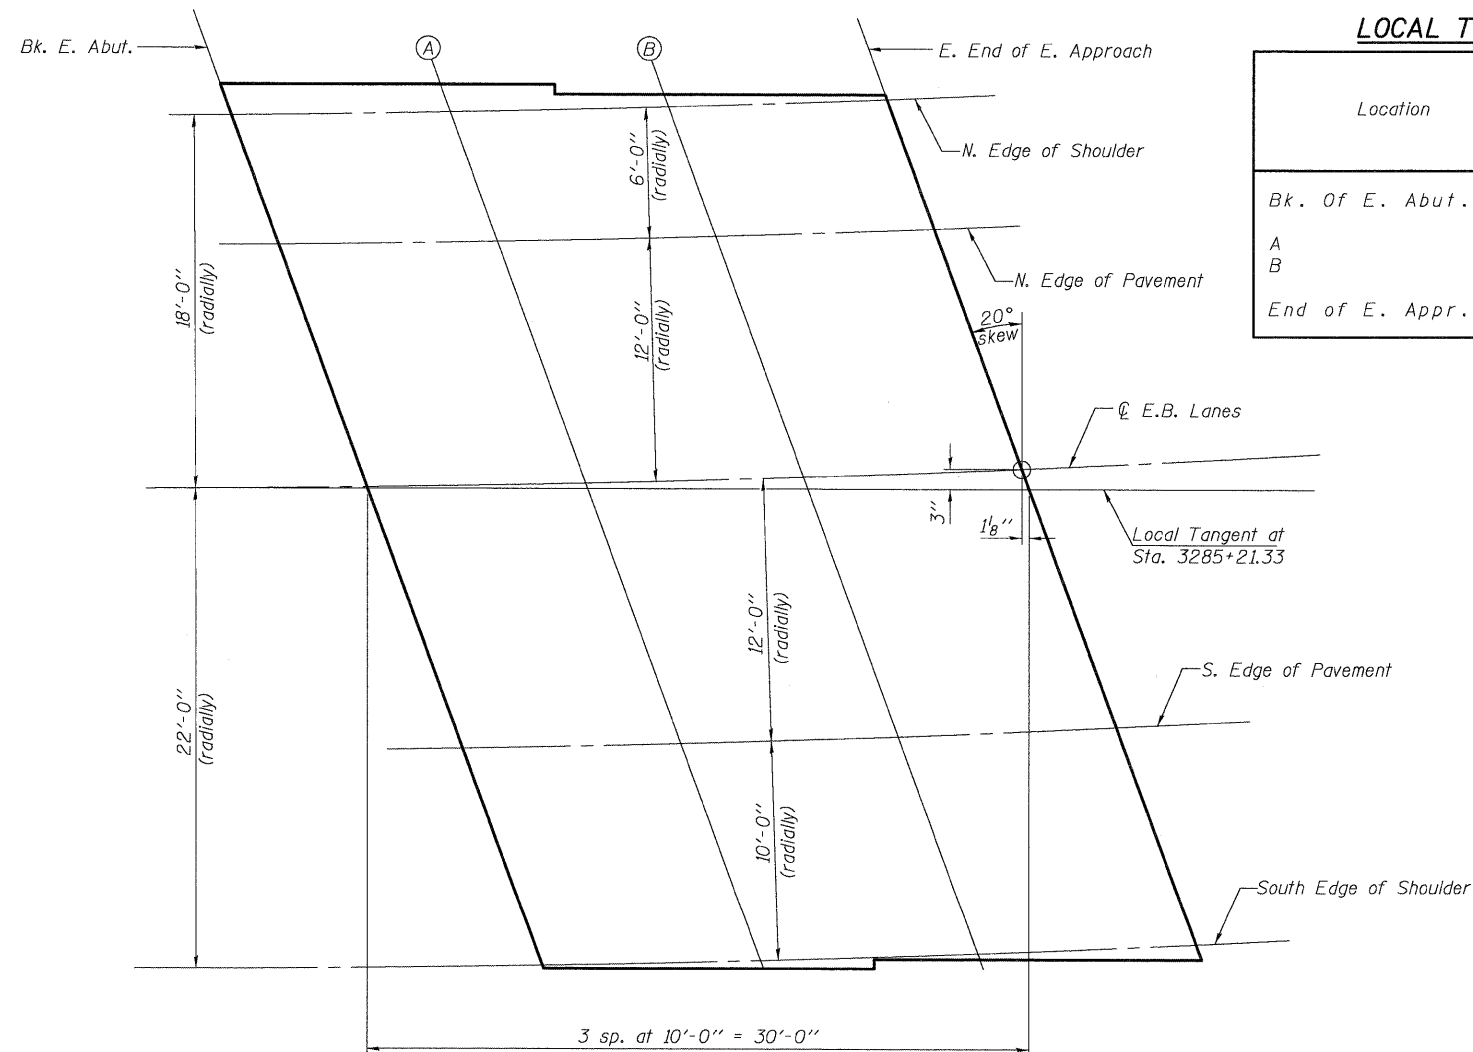 LOCAL T
Bk. E. Abut.
A
B
E. End of E. Approach
Location
N. Edge of Shoulder
6'-0"
(radially)
Bk. Of E. Abut.
A
B
End of E. Appr.
N. Edge of Pavement
18'-0"
(radially)
12'-0"
(radially)
20°
skew
℄ E.B. Lanes
3"
1⅛"
Local Tangent at
Sta. 3285+21.33
12'-0"
(radially)
S. Edge of Pavement
22'-0"
(radially)
10'-0"
(radially)
South Edge of Shoulder
3 sp. at 10'-0" = 30'-0"